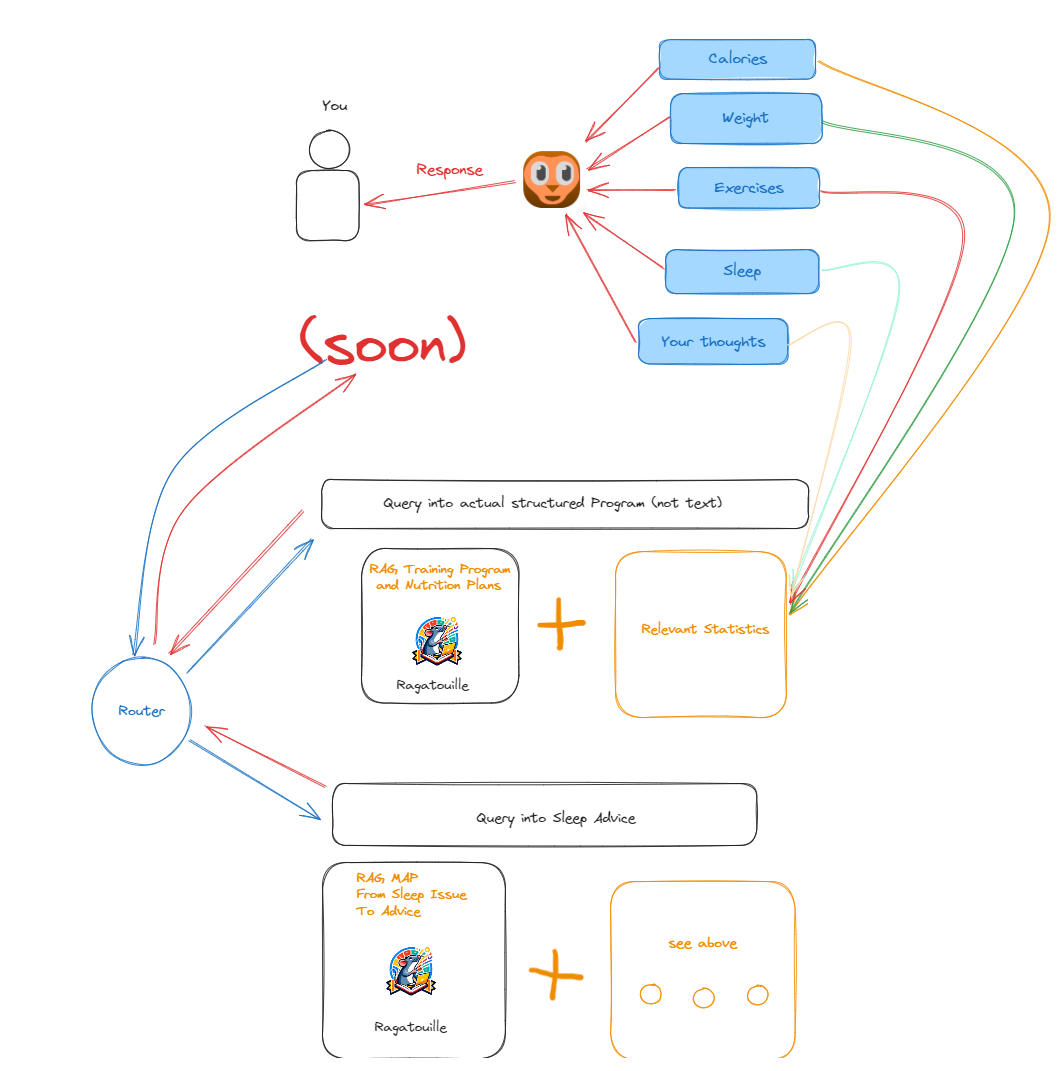 Calories
You
Weight
Response
Exercises
Sleep
(soon)
Your thoughts
Query into actual structured Program (not text)
RAG, Training Program
and Nutrition Plans
Relevant Statistics
Ragatouille
Router
Query into Sleep Advice
RAG, MAP
From Sleep Issue
To Advice
see above
Ragatouille